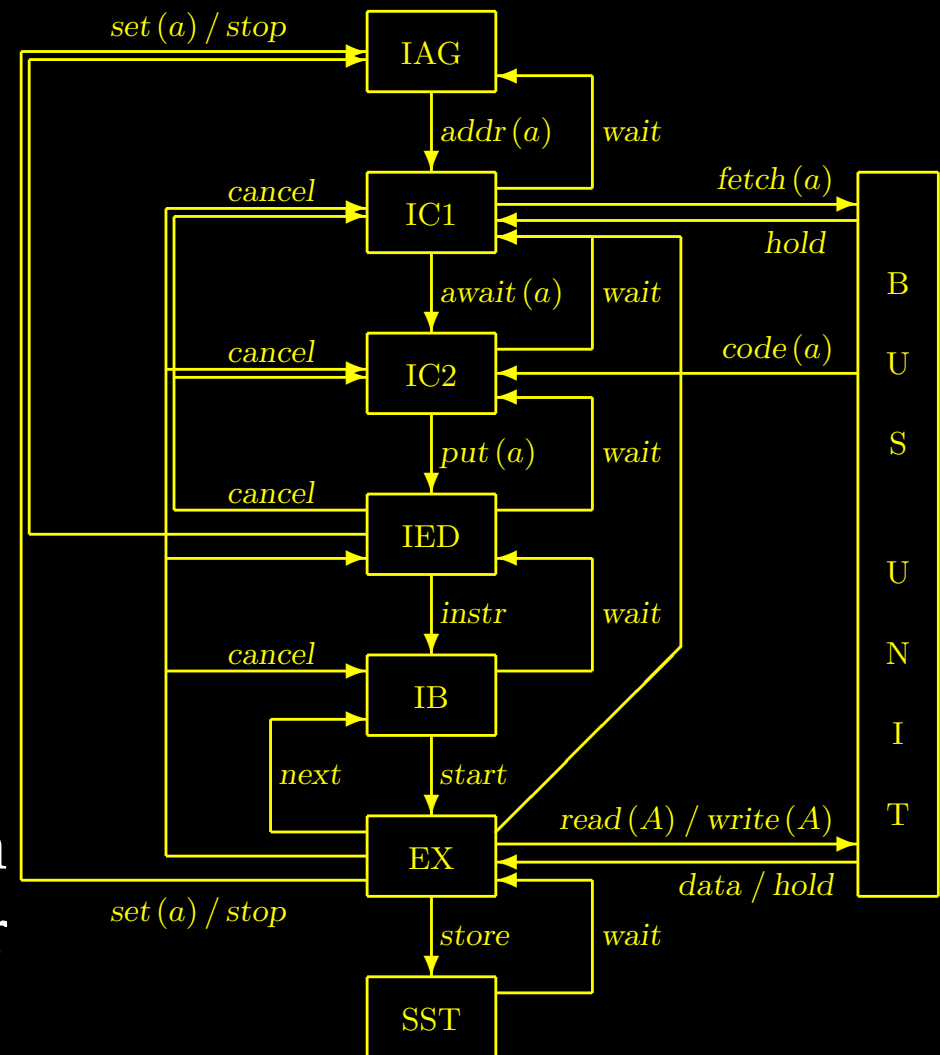 set (a) / stop
IAG
addr (a)
wait
cancel
fetch (a)
IC1
hold
await (a)
wait
cancel
code (a)
IC2
put (a)
wait
cancel
IED
instr
wait
cancel
IB
next
start
read (A) / write (A)
EX
data / hold
set (a) / stop
store
wait
SST
B
U
S
U
N
I
T